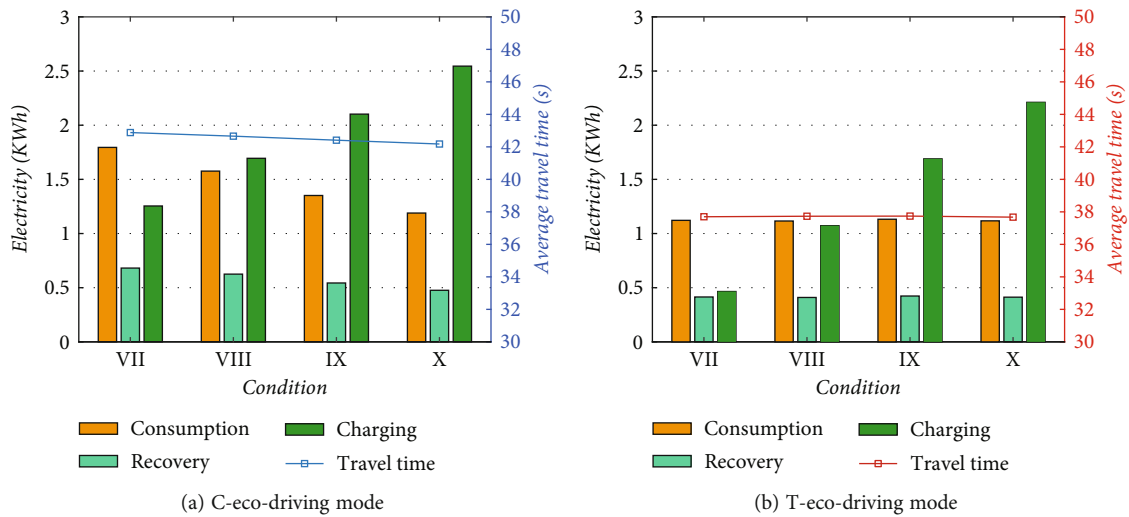 3
2.5
2
1.5
1
0.5
0
Electricity (KWh)
50
48
46
44
42
40
38
36
34
32
30
Average travel time (s)
VII VIII IX X
Condition
Consumption
Charging
Recovery
Travel time
(a) C-eco-driving mode
3
2.5
2
1.5
1
0.5
0
Electricity (KWh)
50
48
46
44
42
40
38
36
34
32
30
Average travel time (s)
VII VIII IX X
Condition
Consumption
Charging
Recovery
Travel time
(b) T-eco-driving mode